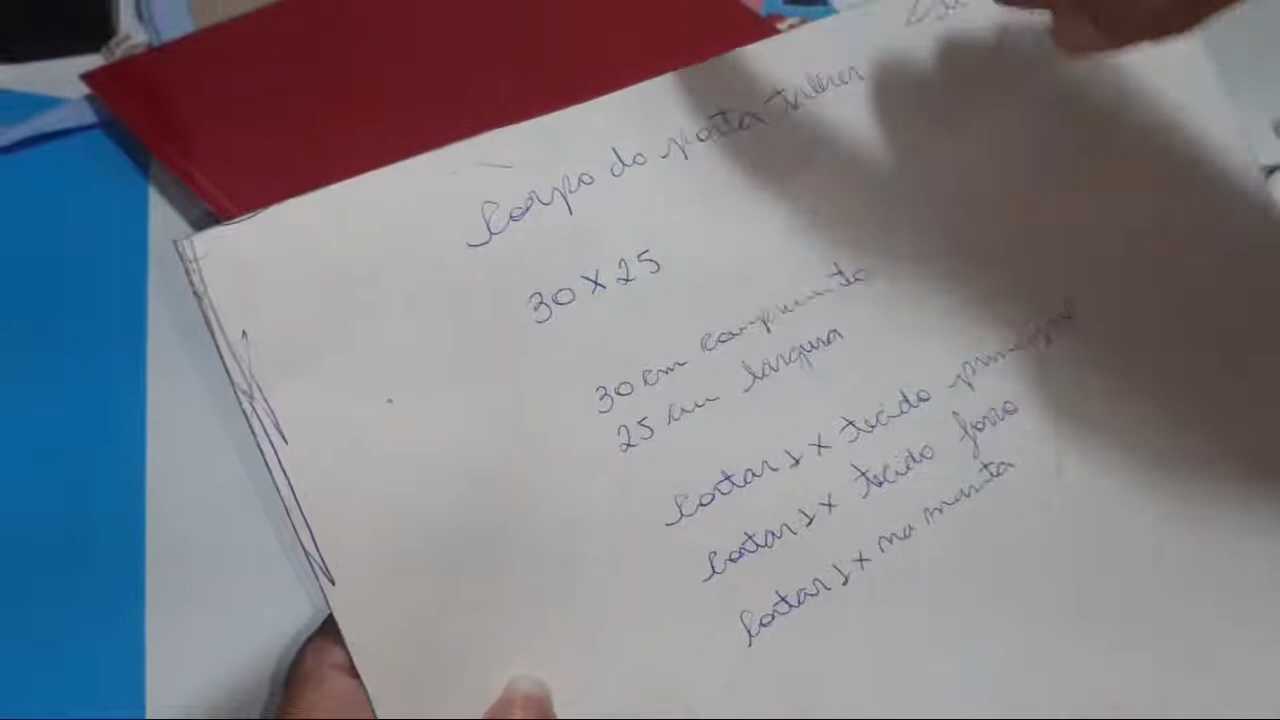 Corpo do porta talher
30 X 25
30 cm comprimento
25 cm largura
Cortar 1 x tecido principal
Cortar 1 x tecido forro
Cortar 1 x na manta